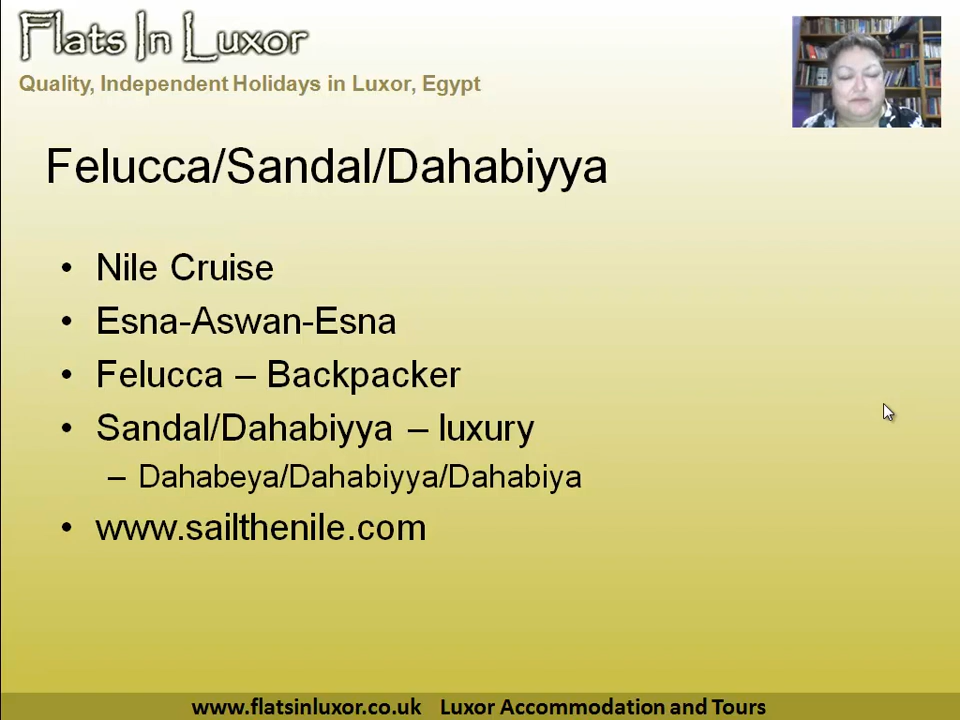 Flats In Luxor
Quality, Independent Holidays in Luxor, Egypt
Felucca/Sandal/Dahabiyya
• Nile Cruise
• Esna-Aswan-Esna
• Felucca – Backpacker
• Sandal/Dahabiyya – luxury
– Dahabeya/Dahabiyya/Dahabiya
• www.sailthenile.com
www.flatsinluxor.co.uk Luxor Accommodation and Tours